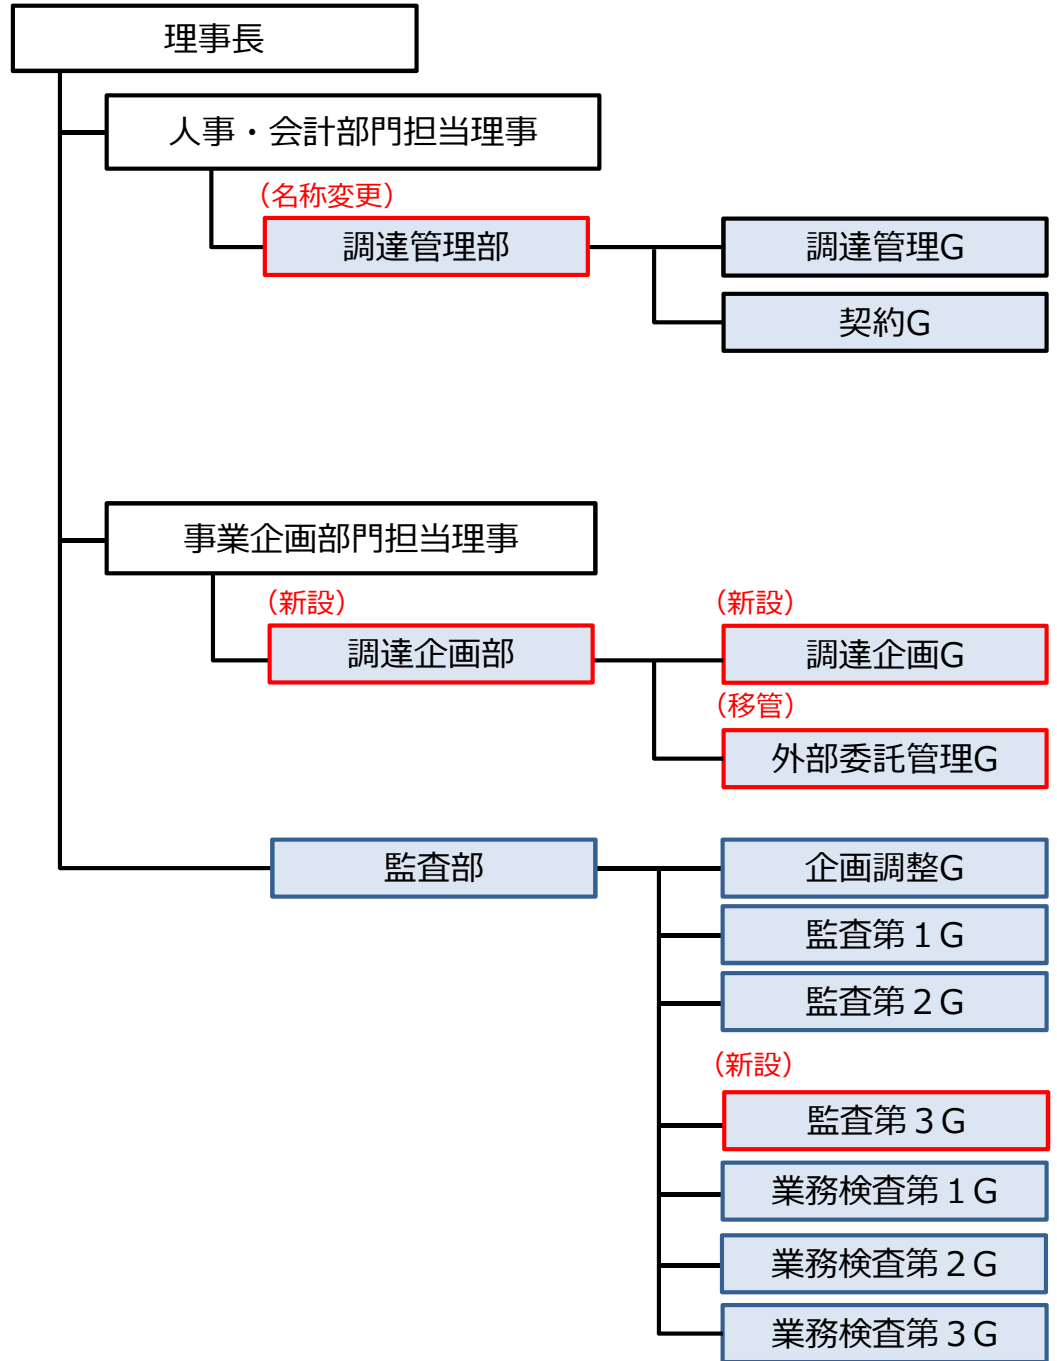 理事長
人事・会計部門担当理事
（名称変更）
調達管理部
調達管理G
契約G
事業企画部門担当理事
（新設）
調達企画部
（新設）
調達企画G
（移管）
外部委託管理G
監査部
企画調整G
監査第１G
監査第２G
（新設）
監査第３G
業務検査第１G
業務検査第２G
業務検査第３G